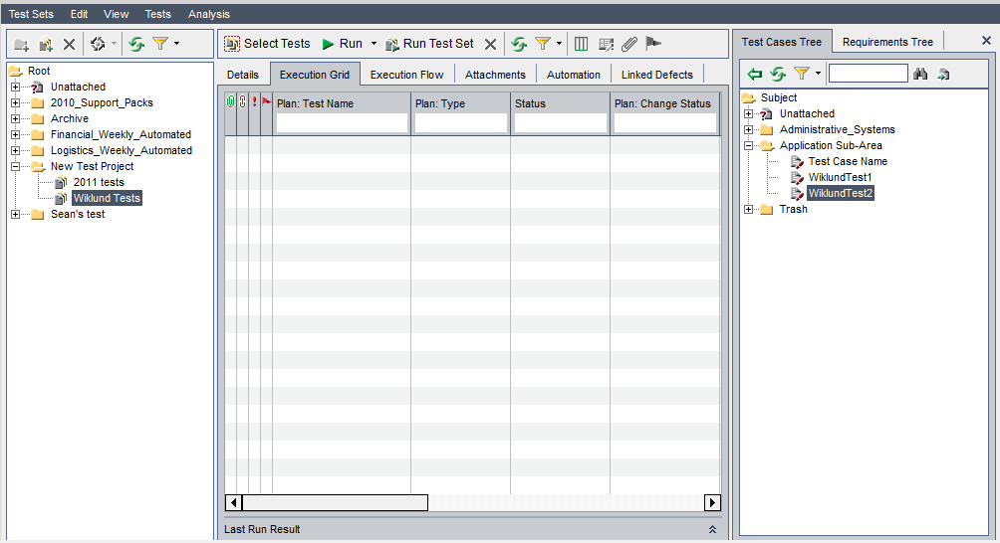 Test Sets Edit View Tests Analysis
Select Tests Run Run Test Set
Test Cases Tree Requirements Tree
Details Execution Grid Execution Flow Attachments Automation Linked Defects
Root
Unattached
2010_Support_Packs
Archive
Financial_Weekly_Automated
Logistics_Weekly_Automated
New Test Project
2011 tests
Wiklund Tests
Sean's test
Plan: Test Name Plan: Type Status Plan: Change Status
Last Run Result
Subject
Unattached
Administrative_Systems
Application Sub-Area
Test Case Name
WiklundTest1
WiklundTest2
Trash